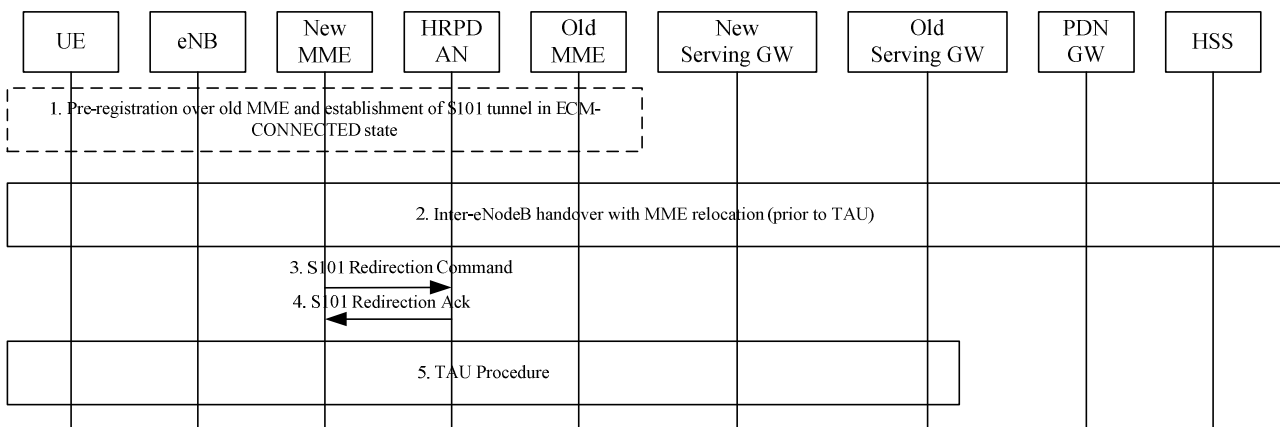 UE
eNB
New
MME
HRPD
AN
Old
MME
New
Serving GW
Old
Serving GW
PDN
GW
HSS
1. Pre-registration over old MME and establishment of S101 tunnel in ECM-
CONNECTED state
2. Inter-eNodeB handover with MME relocation (prior to TAU)
3. S101 Redirection Command
4. S101 Redirection Ack
5. TAU Procedure